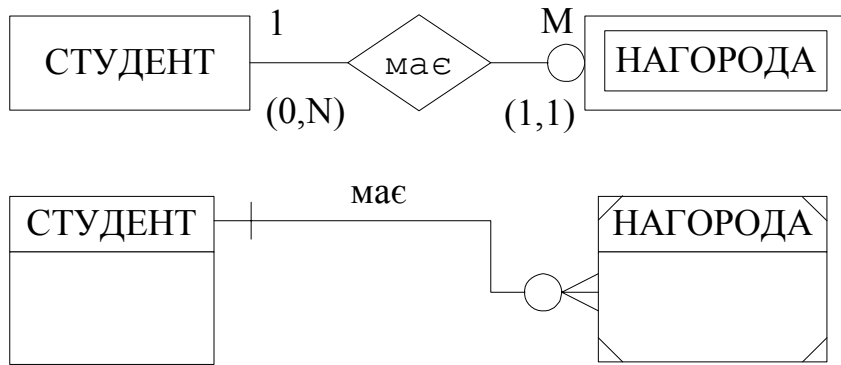 1 М
СТУДЕНТ має НАГОРОДА
(0,N) (1,1)
має
СТУДЕНТ НАГОРОДА